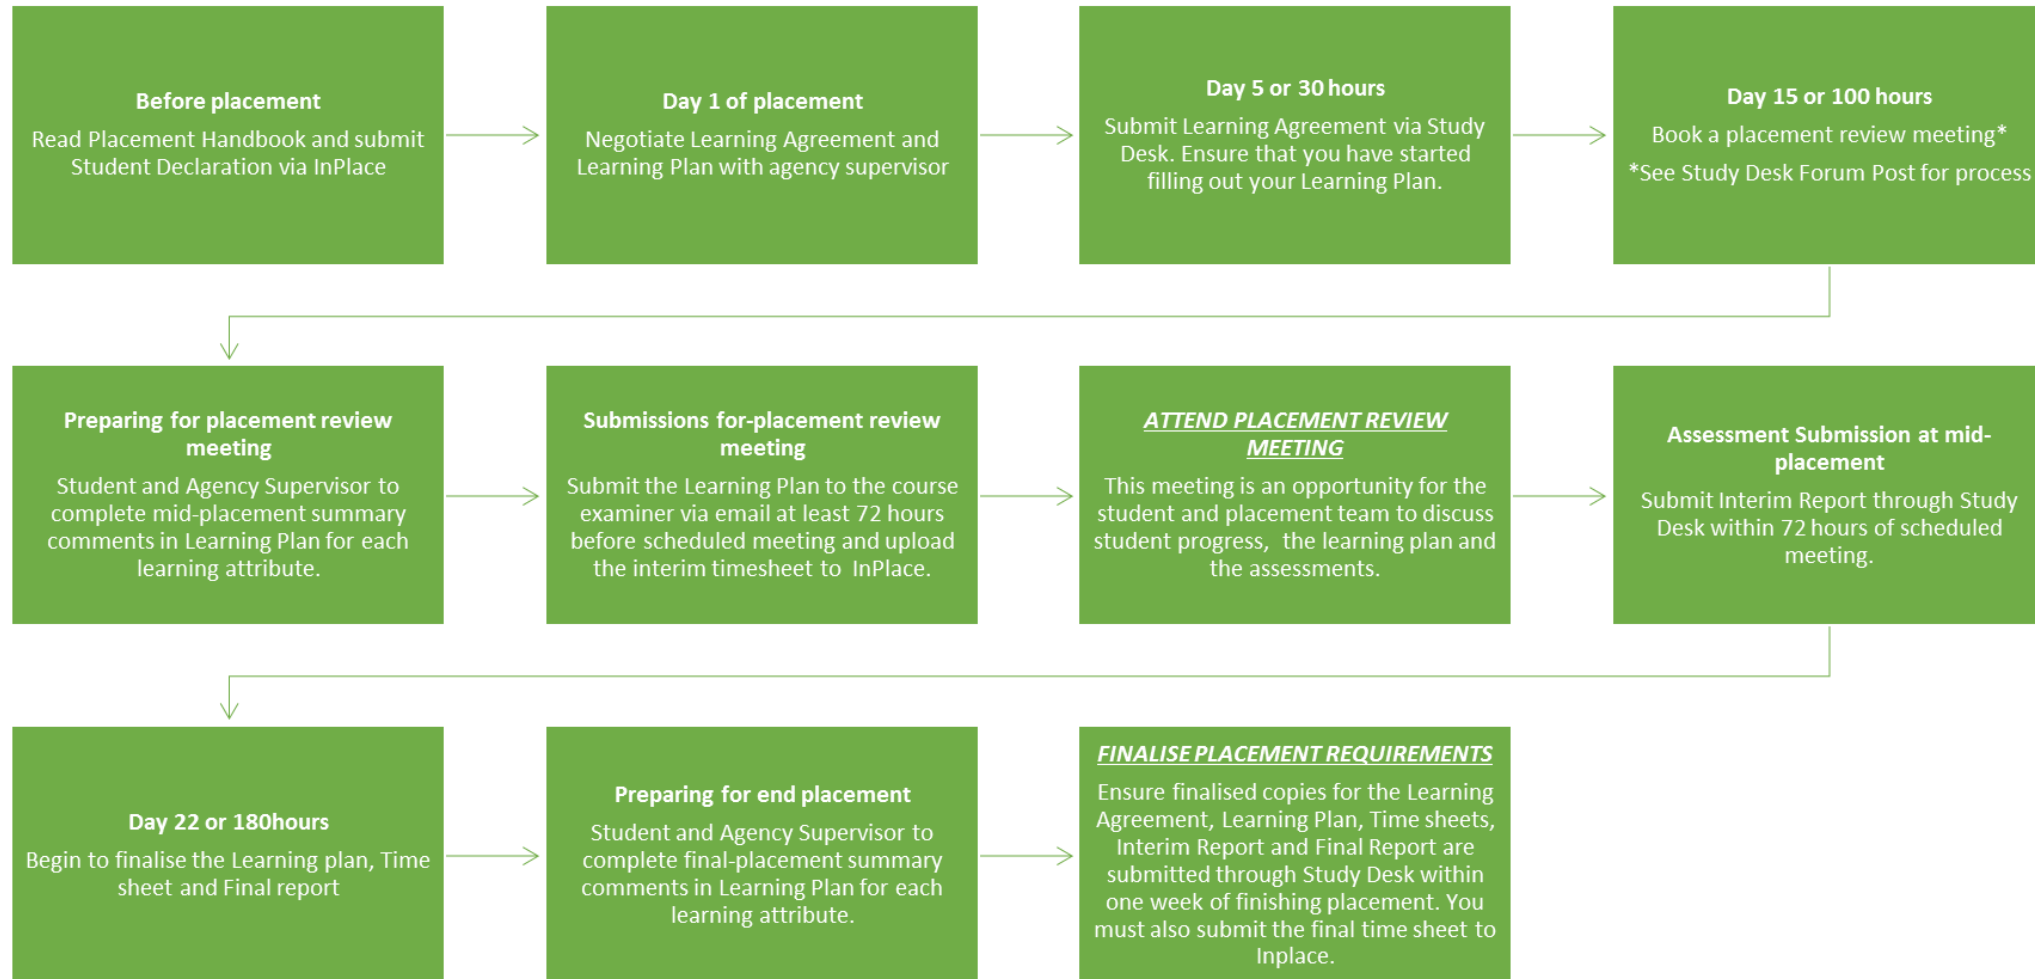 Before placement
Read Placement Handbook and submit
Student Declaration via InPlace
Day 1 of placement
Negotiate Learning Agreement and
Learning Plan with agency supervisor
Day 5 or 30 hours
Submit Learning Agreement via Study
Desk. Ensure that you have started
filling out your Learning Plan.
Day 15 or 100 hours
Book a placement review meeting*
*See Study Desk Forum Post for process
Preparing for placement review
meeting
Student and Agency Supervisor to
complete mid-placement summary
comments in Learning Plan for each
learning attribute.
Submissions for-placement review
meeting
Submit the Learning Plan to the course
examiner via email at least 72 hours
before scheduled meeting and upload
the interim timesheet to InPlace.
ATTEND PLACEMENT REVIEW
MEETING
This meeting is an opportunity for the
student and placement team to discuss
student progress, the learning plan and
the assessments.
Assessment Submission at mid-
placement
Submit Interim Report through Study
Desk within 72 hours of scheduled
meeting.
Day 22 or 180hours
Begin to finalise the Learning plan, Time
sheet and Final report
Preparing for end placement
Student and Agency Supervisor to
complete final-placement summary
comments in Learning Plan for each
learning attribute.
FINALISE PLACEMENT REQUIREMENTS
Ensure finalised copies for the Learning
Agreement, Learning Plan, Time sheets,
Interim Report and Final Report are
submitted through Study Desk within
one week of finishing placement. You
must also submit the final time sheet to
Inplace.